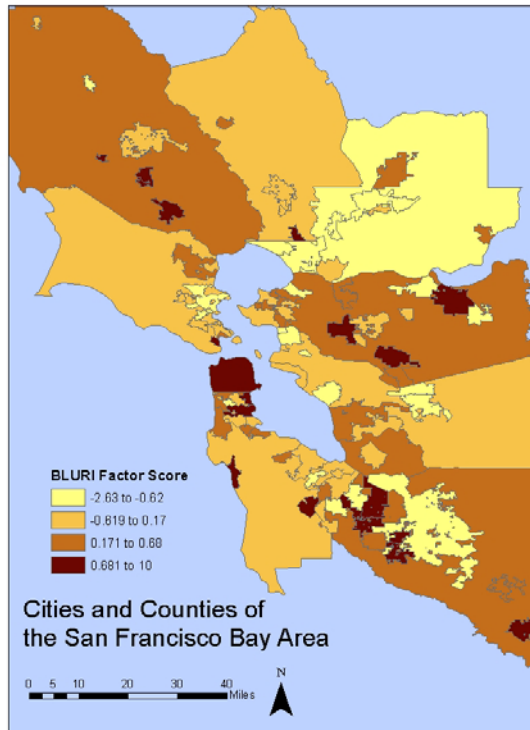 BLURI Factor Score
-2.63 to -0.62
-0.619 to 0.17
0.171 to 0.68
0.681 to 10
Cities and Counties of
the San Francisco Bay Area
0 5 10 20 30 40
Miles
N